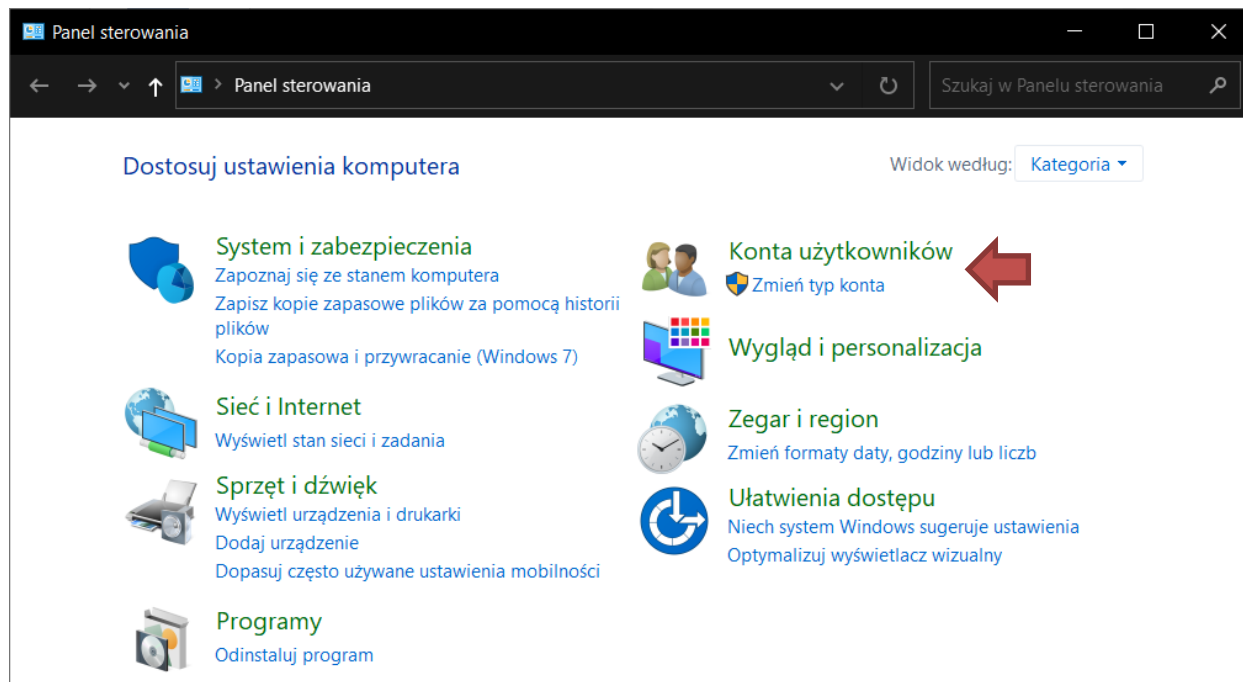 Panel sterowania
Panel sterowania
Szukaj w Panelu sterowania
Dostosuj ustawienia komputera
Widok według:
Kategoria
System i zabezpieczenia
Zapoznaj się ze stanem komputera
Zapisz kopie zapasowe plików za pomocą historii
plików
Kopia zapasowa i przywracanie (Windows 7)
Sieć i Internet
Wyświetl stan sieci i zadania
Sprzęt i dźwięk
Wyświetl urządzenia i drukarki
Dodaj urządzenie
Dopasuj często używane ustawienia mobilności
Programy
Odinstaluj program
Konta użytkowników
Zmień typ konta
Wygląd i personalizacja
Zegar i region
Zmień formaty daty, godziny lub liczb
Ułatwienia dostępu
Niech system Windows sugeruje ustawienia
Optymalizuj wyświetlacz wizualny